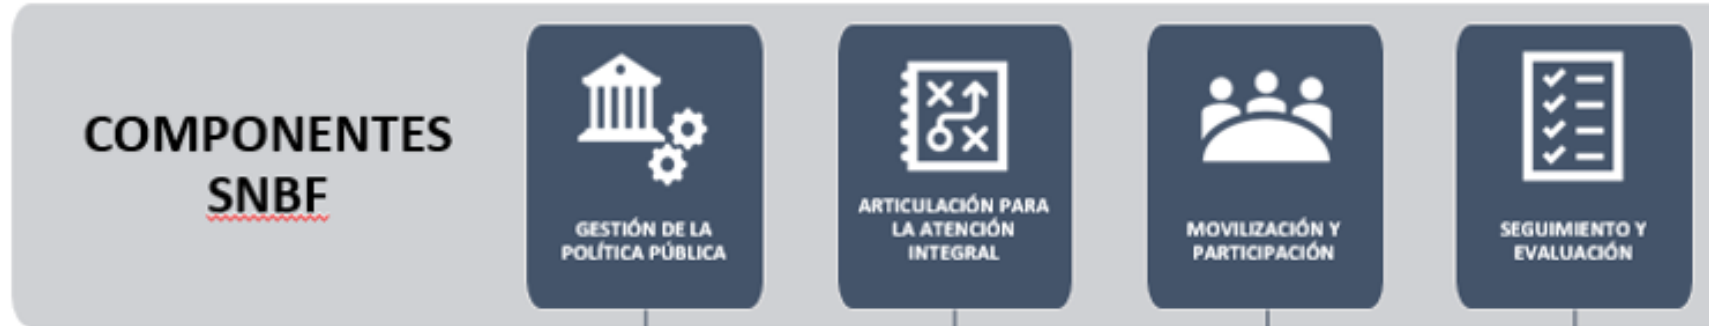 COMPONENTES
SNBF
GESTIÓN DE LA
POLÍTICA PÚBLICA
ARTICULACIÓN PARA
LA ATENCIÓN
INTEGRAL
MOVILIZACIÓN Y
PARTICIPACIÓN
SEGUIMIENTO Y
EVALUACIÓN